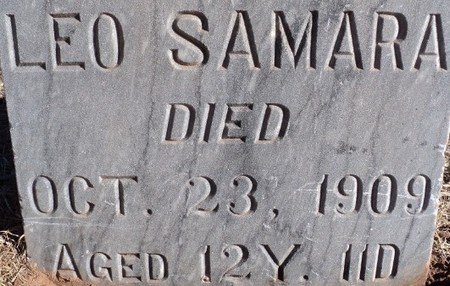 LEO SAMARA
DIED
OCT. 23, 1909
AGED 12Y. 11D